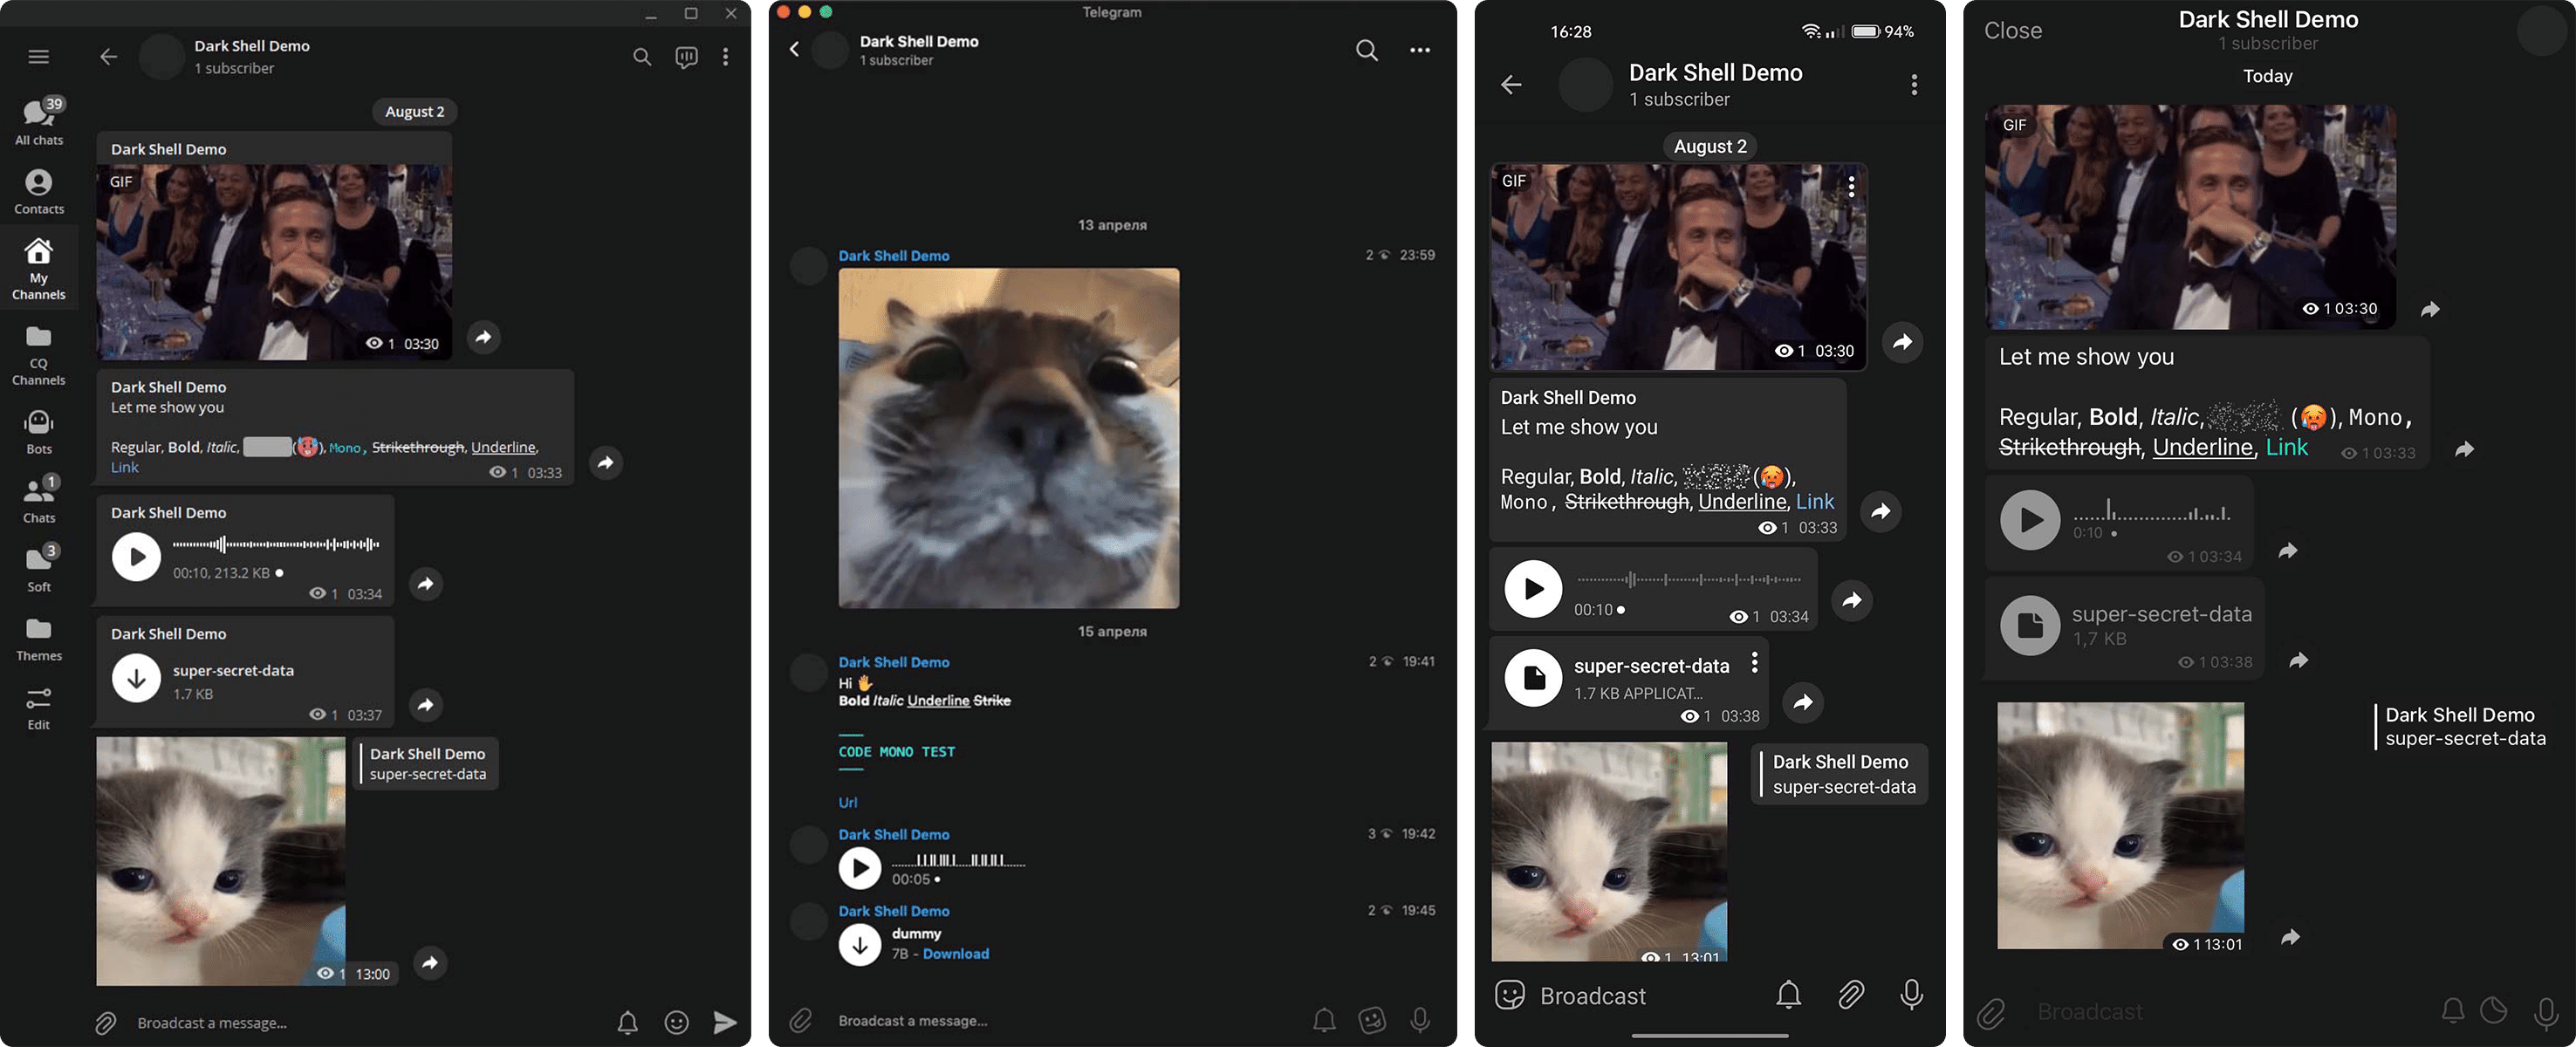 Dark Shell Demo
1 subscriber
39
All chats
Contacts
My
Channels
CQ
Channels
Bots
1
Chats
3
Soft
Themes
Edit
August 2
Dark Shell Demo
GIF
1 03:30
Dark Shell Demo
Let me show you
Regular, Bold, Italic, (🥵), Mono, Strikethrough, Underline,
Link
1 03:33
Dark Shell Demo
00:10, 213.2 KB
1 03:34
Dark Shell Demo
super-secret-data
1.7 KB
1 03:37
Dark Shell Demo
super-secret-data
1 13:00
Broadcast a message...
Telegram
Dark Shell Demo
1 subscriber
13 апреля
Dark Shell Demo
2 23:59
15 апреля
Dark Shell Demo
2 19:41
Hi ✋
Bold Italic Underline Strike
CODE MONO TEST
Url
Dark Shell Demo
3 19:42
00:05
Dark Shell Demo
2 19:45
dummy
7B - Download
Broadcast a message...
16:28
94%
Dark Shell Demo
1 subscriber
August 2
GIF
1 03:30
Dark Shell Demo
Let me show you
Regular, Bold, Italic, (🥵),
Mono, Strikethrough, Underline, Link
1 03:33
00:10
1 03:34
super-secret-data
1.7 KB APPLICAT...
1 03:38
Dark Shell Demo
super-secret-data
1 13:01
Broadcast
Close
Dark Shell Demo
1 subscriber
Today
GIF
1 03:30
Let me show you
Regular, Bold, Italic, (🥵), Mono,
Strikethrough, Underline, Link
1 03:33
0:10
1 03:34
super-secret-data
1,7 KB
1 03:38
Dark Shell Demo
super-secret-data
1 13:01
Broadcast